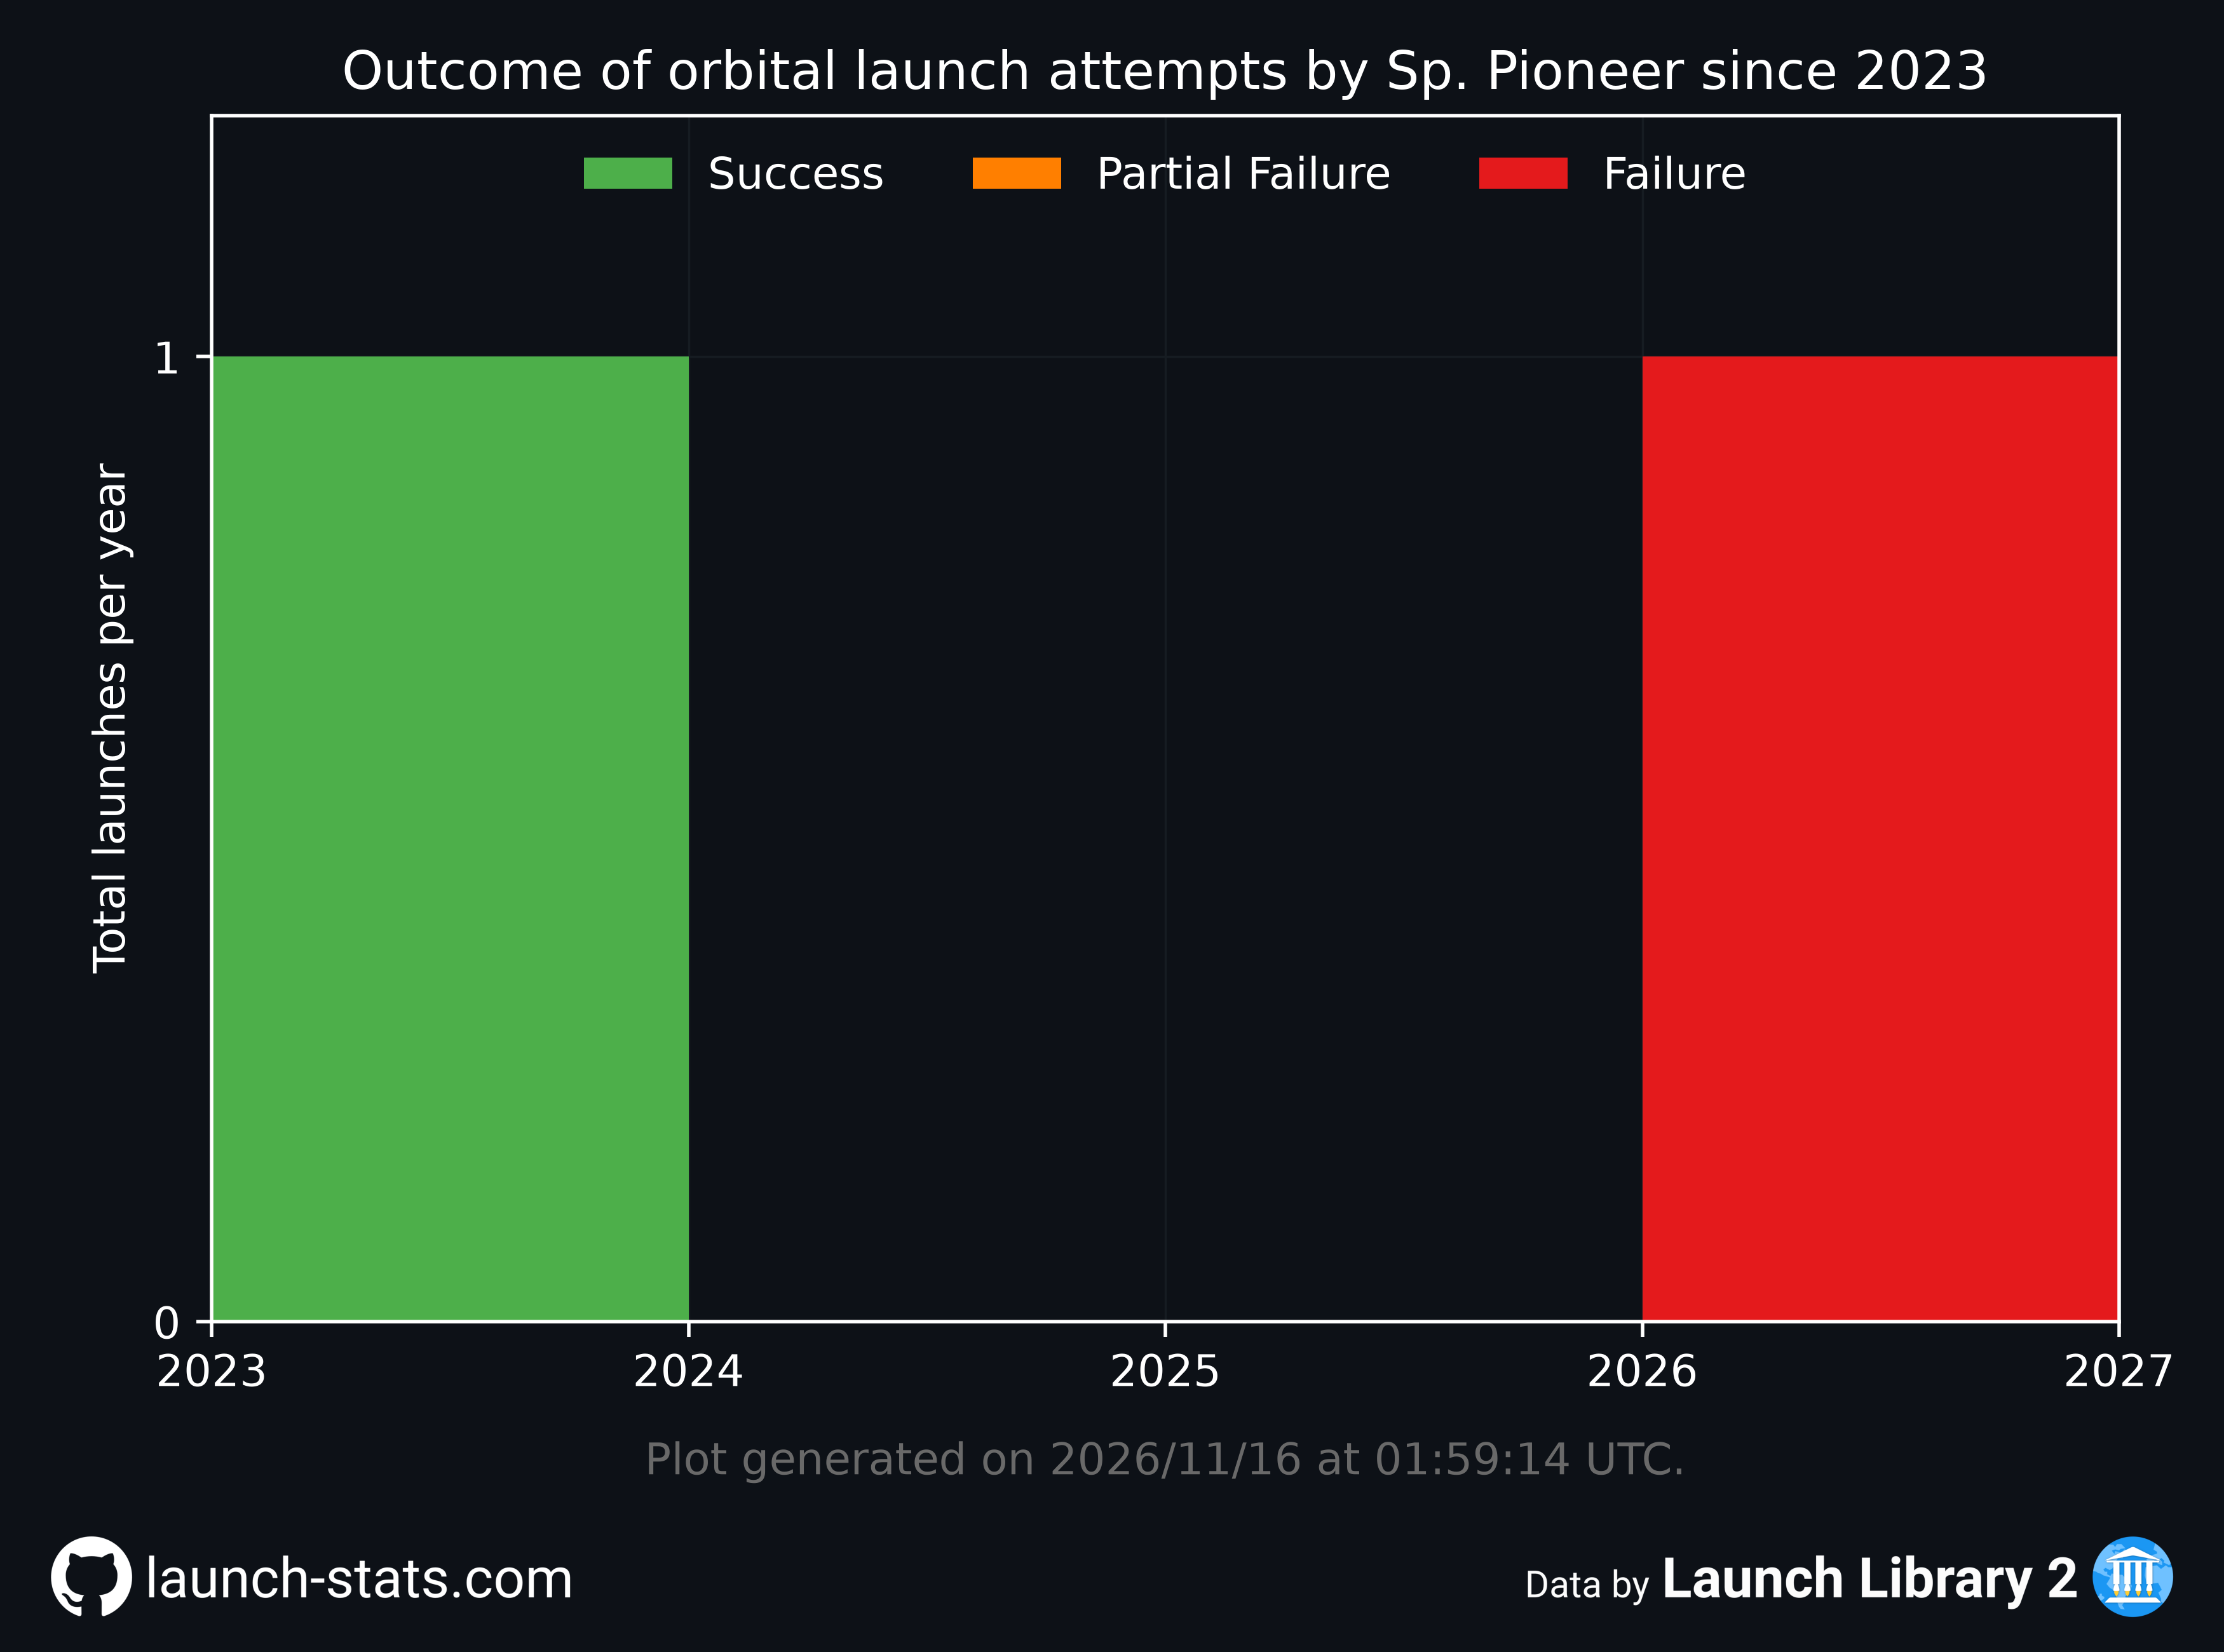 Outcome of orbital launch attempts by Sp. Pioneer since 2023
Success
Partial Failure
Failure
Total launches per year
1
0
2023
2024
2025
2026
2027
Plot generated on 2026/11/16 at 01:59:14 UTC.
launch-stats.com
Data by Launch Library 2